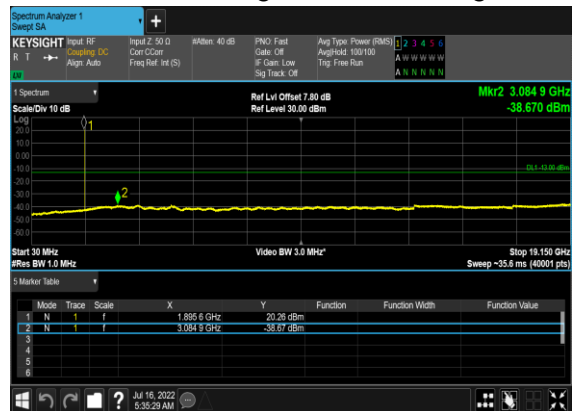 Spectrum Analyzer 1
Swept SA
KEYSIGHT Input: RF Input Z: 50 Ω #Atten: 40 dB PNO: Fast Avg Type: Power (RMS) 1 2 3 4 5 6
R T Coupling: DC Corr CCorr Gate: Off Avg|Hold: 100/100 A W W W W W
Align: Auto Freq Ref: Int (S) IF Gain: Low Trig: Free Run
Sig Track: Off A N N N N N
LXI
1 Spectrum Ref Lvl Offset 7.80 dB Mkr2 3.084 9 GHz
Scale/Div 10 dB Ref Level 30.00 dBm -38.670 dBm
Log
1
20.0
10.0
0.00
-10.0 DL1 -13.00 dBm
-20.0
-30.0 2
-40.0
-50.0
-60.0
Start 30 MHz Video BW 3.0 MHz* Stop 19.150 GHz
#Res BW 1.0 MHz Sweep ~35.6 ms (40001 pts)
5 Marker Table
Mode Trace Scale X Y Function Function Width Function Value
1 N 1 f 1.895 6 GHz 20.26 dBm
2 N 1 f 3.084 9 GHz -38.67 dBm
3
4
5
6
? Jul 16, 2022
5:35:29 AM